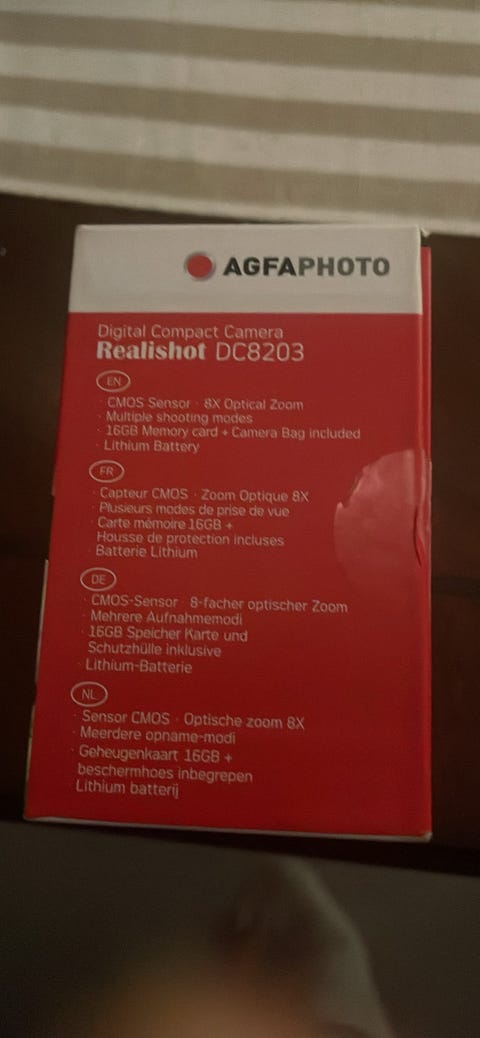 AGFAPHOTO
Digital Compact Camera
Realishot DC8203
EN
· CMOS Sensor · 8X Optical Zoom
· Multiple shooting modes
· 16GB Memory card + Camera Bag included
· Lithium Battery
FR
· Capteur CMOS · Zoom Optique 8X
· Plusieurs modes de prise de vue
· Carte mémoire 16GB +
Housse de protection incluses
· Batterie Lithium
DE
· CMOS-Sensor 8-facher optischer Zoom
· Mehrere Aufnahmemodi
· 16GB Speicher Karte und
Schutzhülle inklusive
· Lithium-Batterie
NL
· Sensor CMOS · Optische zoom 8X
· Meerdere opname-modi
· Geheugenkaart 16GB +
beschermhoes inbegrepen
· Lithium batterij